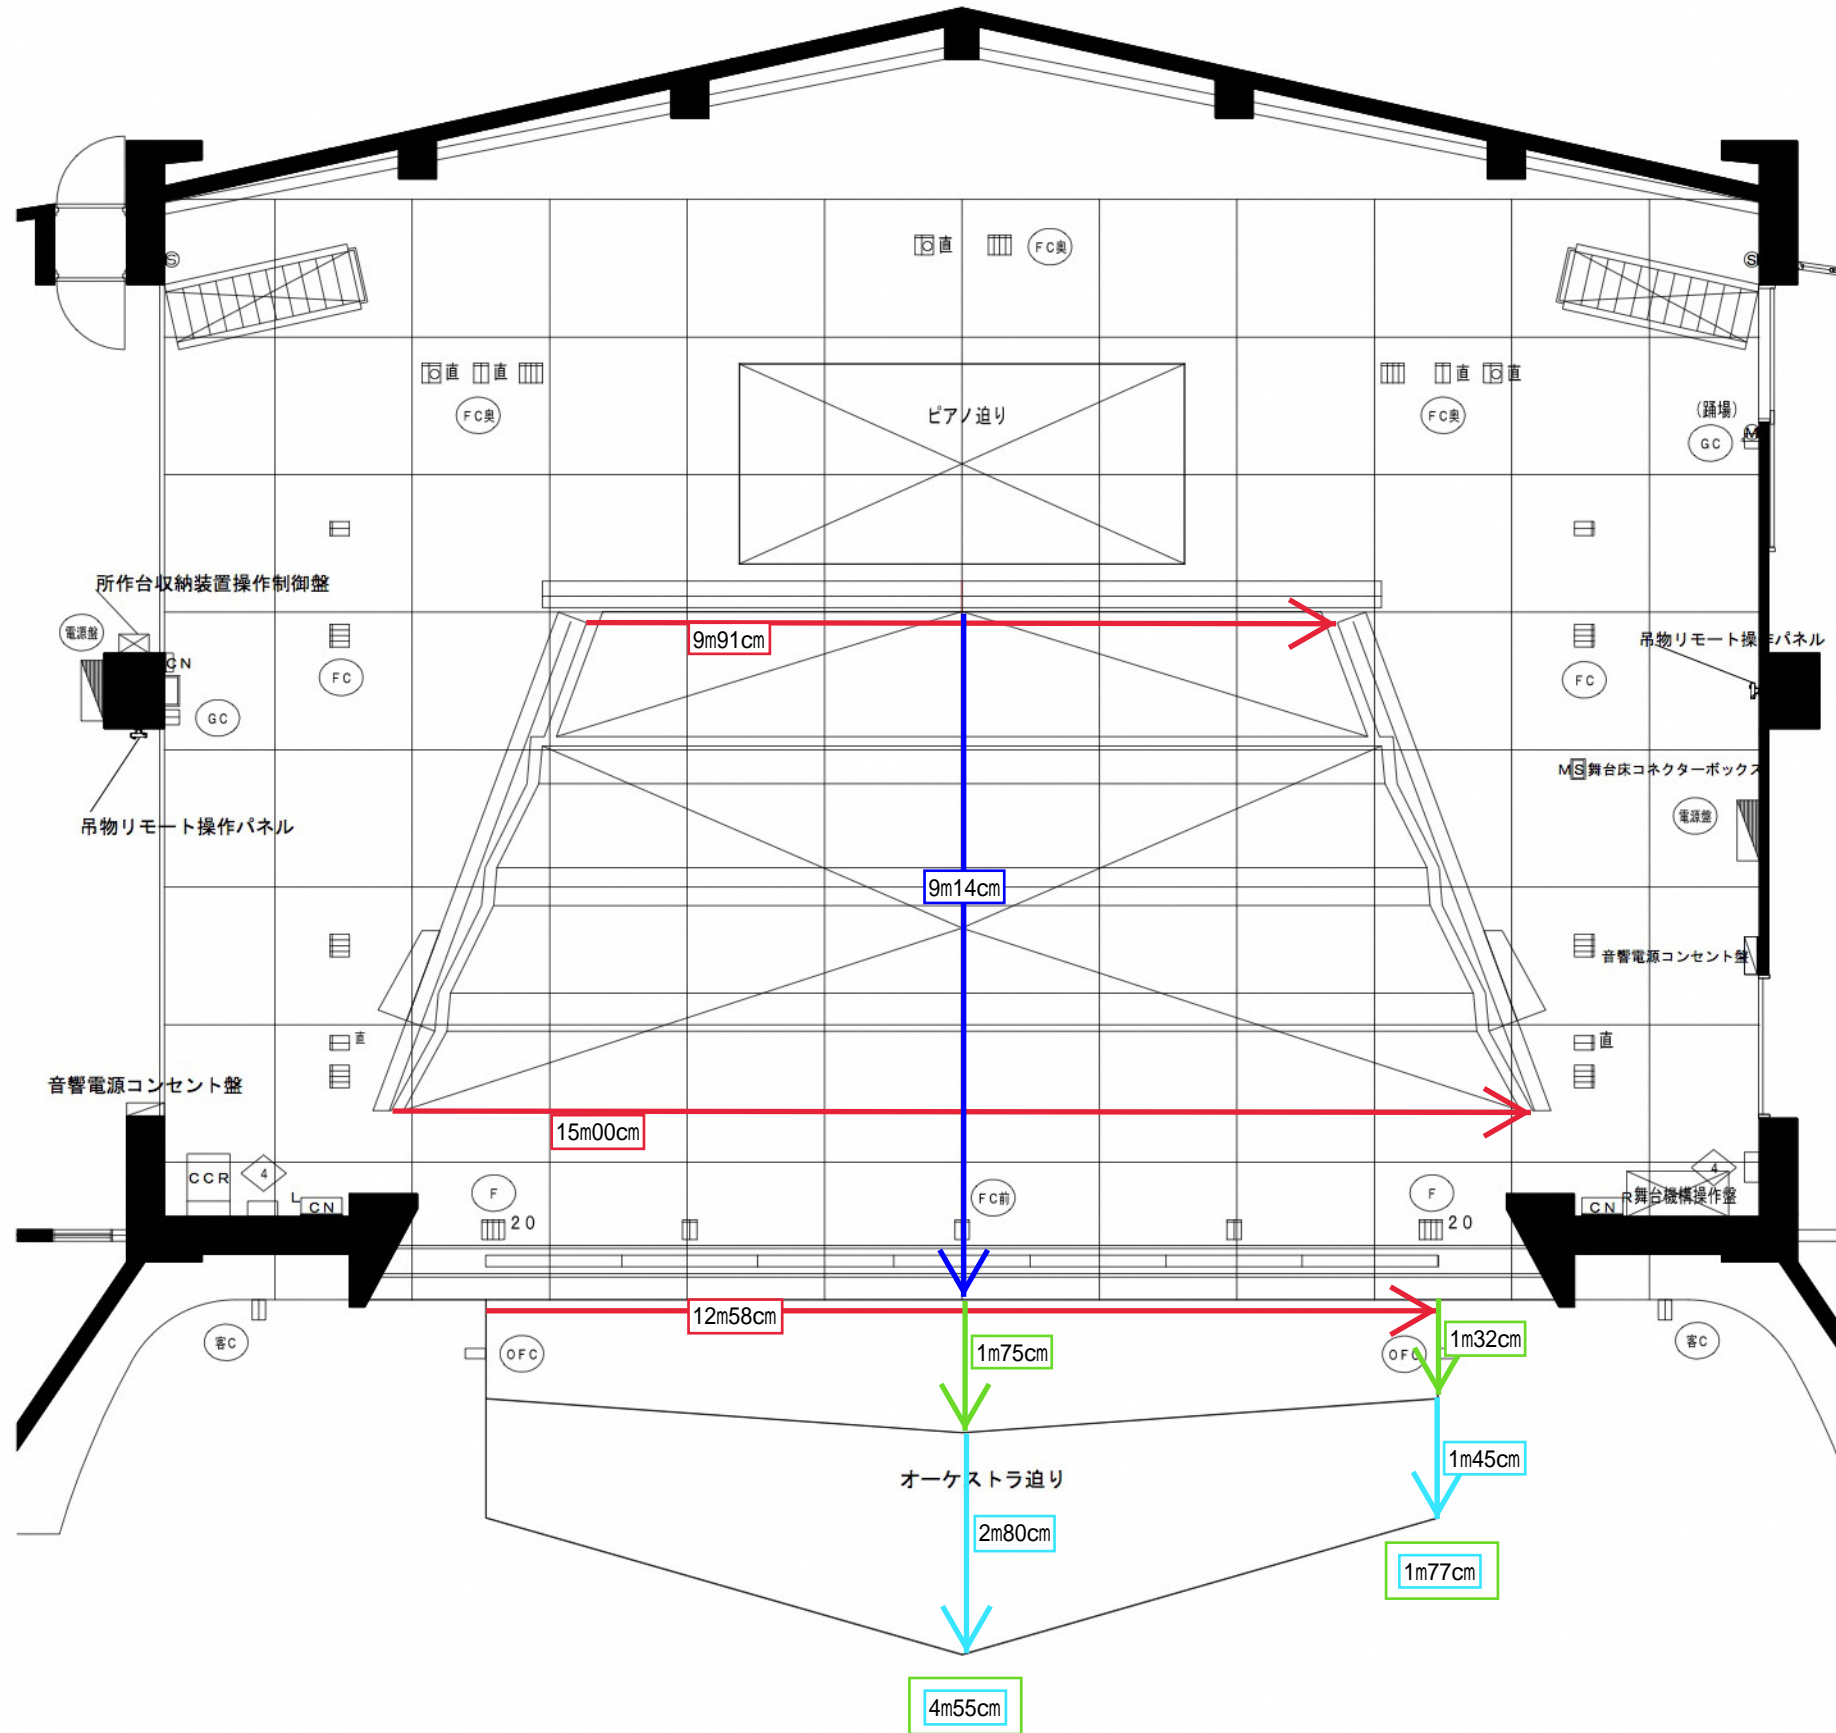 直
FC奥
S
S
直
直
直
直
FC奥
ピアノ迫り
FC奥
(踊場)
GC
M
所作台収納装置操作制御盤
電源盤
9m91cm
吊物リモート操作パネル
CN
FC
FC
GC
MS舞台床コネクターボックス
吊物リモート操作パネル
電源盤
9m14cm
音響電源コンセント盤
直
直
音響電源コンセント盤
15m00cm
CCR
4
4
L
CN
F
FC前
F
R舞台機構操作盤
CN
20
20
12m58cm
客C
OFC
1m75cm
OFC
1m32cm
客C
オーケストラ迫り
1m45cm
2m80cm
1m77cm
4m55cm